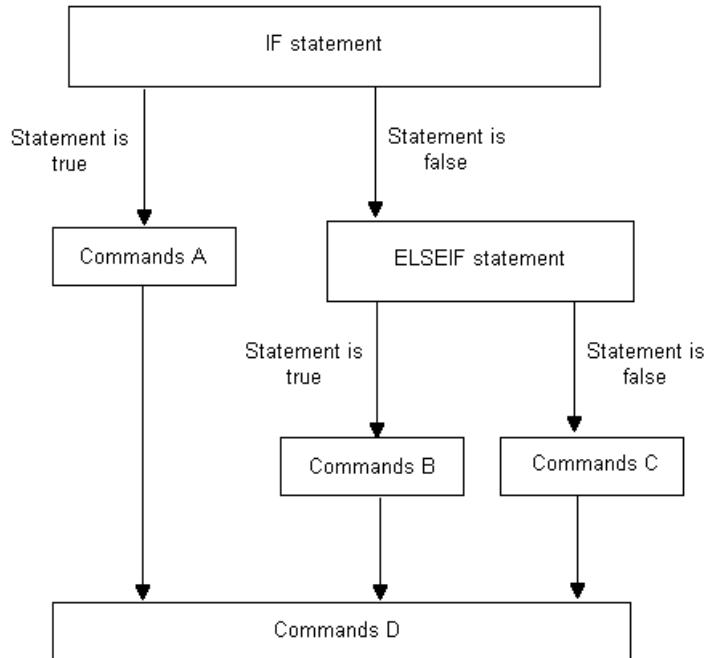 IF statement
Statement is
true
Statement is
false
Commands A
ELSEIF statement
Statement is
true
Statement is
false
Commands B
Commands C
Commands D